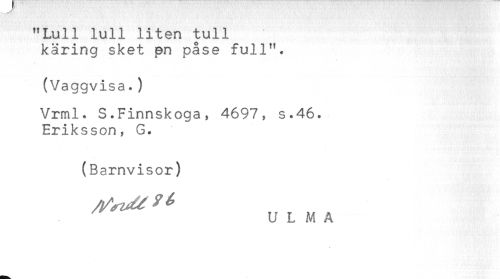 "Lull lull liten tull
käring sket en påse full".
(Vaggvisa.)
Vrml. S.Finnskoga, 4697, s.46.
Eriksson, G.
(Barnvisor)
Nordl 86
U L M A